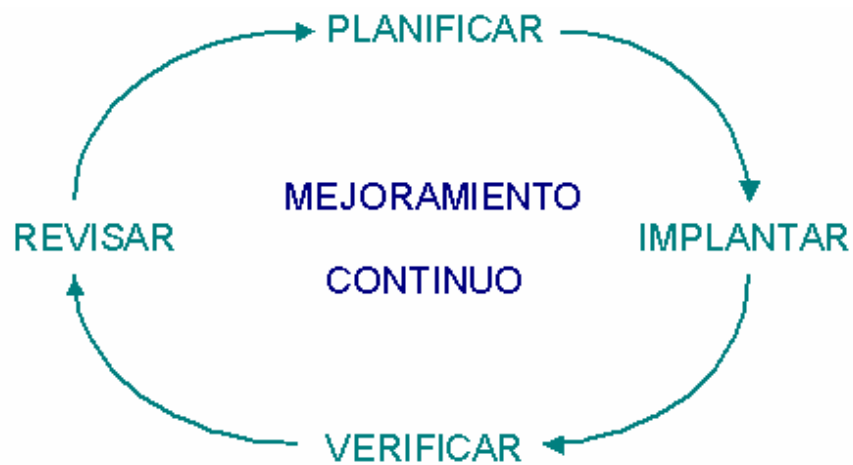 PLANIFICAR
MEJORAMIENTO
REVISAR
IMPLANTAR
CONTINUO
VERIFICAR